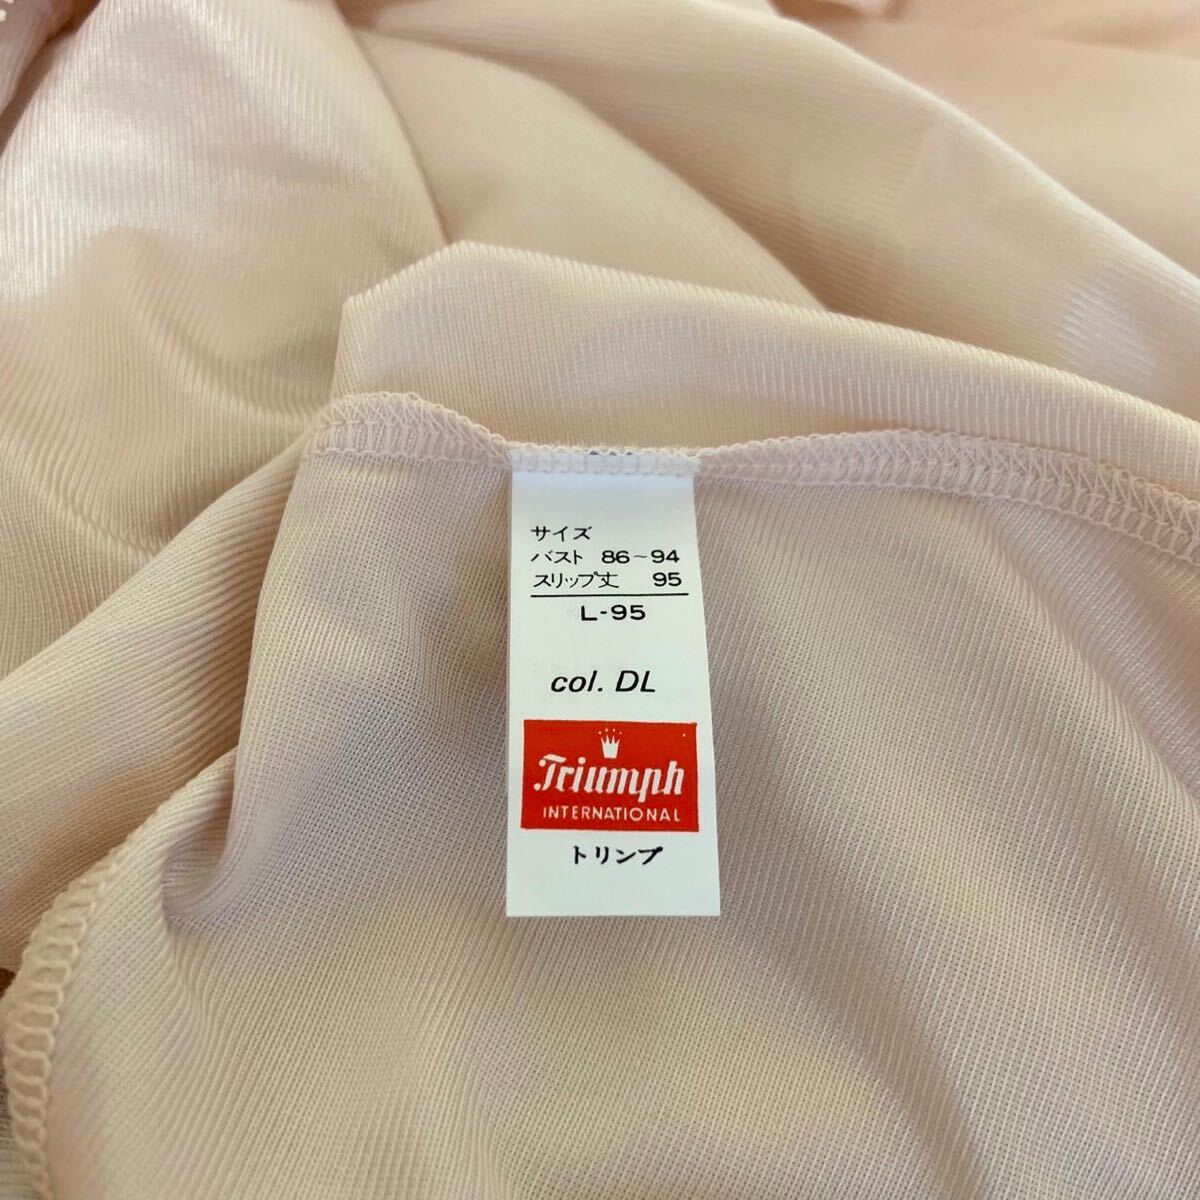 サイズ
バスト 86~94
スリップ丈 95
L-95
col. DL
Triumph
INTERNATIONAL
トリンプ